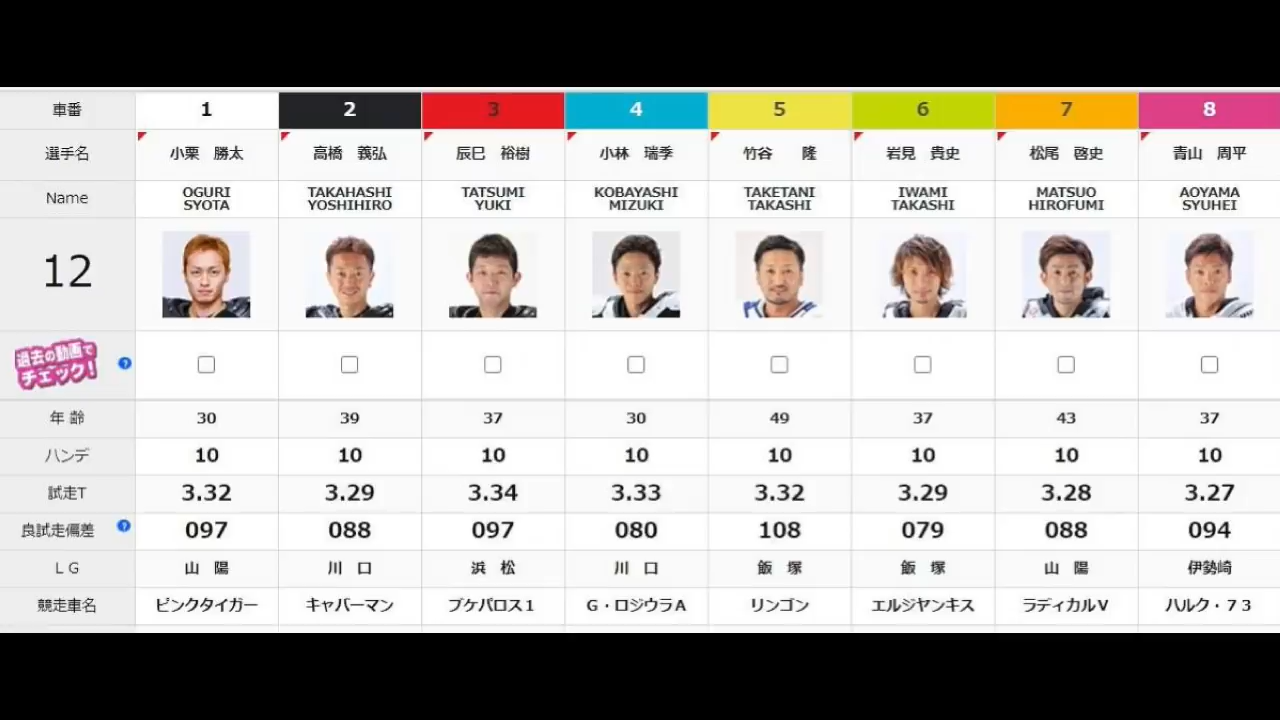 車番 1 2 3 4 5 6 7 8
選手名 小栗 勝太 高橋 義弘 辰巳 裕樹 小林 瑞季 竹谷 隆 岩見 貴史 松尾 啓史 青山 周平
Name OGURI SYOTA TAKAHASHI YOSHIHIRO TATSUMI YUKI KOBAYASHI MIZUKI TAKETANI TAKASHI IWAMI TAKASHI MATSUO HIROFUMI AOYAMA SYUHEI
12
過去の動画で
チェック!
?
年齢 30 39 37 30 49 37 43 37
ハンデ 10 10 10 10 10 10 10 10
試走T 3.32 3.29 3.34 3.33 3.32 3.29 3.28 3.27
良試走偏差 ? 097 088 097 080 108 079 088 094
LG 山陽 川口 浜松 川口 飯塚 飯塚 山陽 伊勢崎
競走車名 ピンクタイガー キャバーマン ブケパロス1 G・ロジウラA リンゴン エルジヤンキス ラディカルV ハルク・73